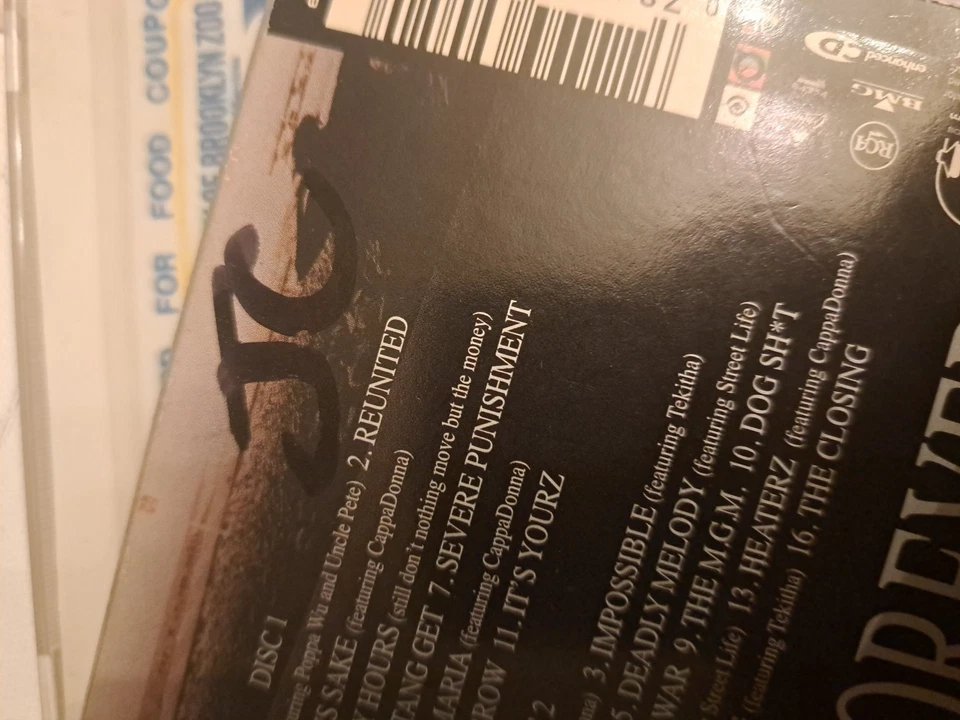 FOR FOOD COUPO
OF BROOKLYN ZOO
JC
enhanced CD
BMG
RCA
DISC 1
Poppa Wu and Uncle Pete) 2. REUNITED
SAKE (featuring CappaDonna)
HOURS (still don't nothing move but the money)
TANG GET 7. SEVERE PUNISHMENT
MARIA (featuring CappaDonna)
ROW 11. IT'S YOURZ
2
3. IMPOSSIBLE (featuring Tekitha)
5. DEADLY MELODY (featuring Street Life)
WAR 9. THE M.G.M. 10. DOG SH*T
Street Life) 13. HEATERZ (featuring CappaDonna)
(featuring Tekitha) 16. THE CLOSING
OREVER